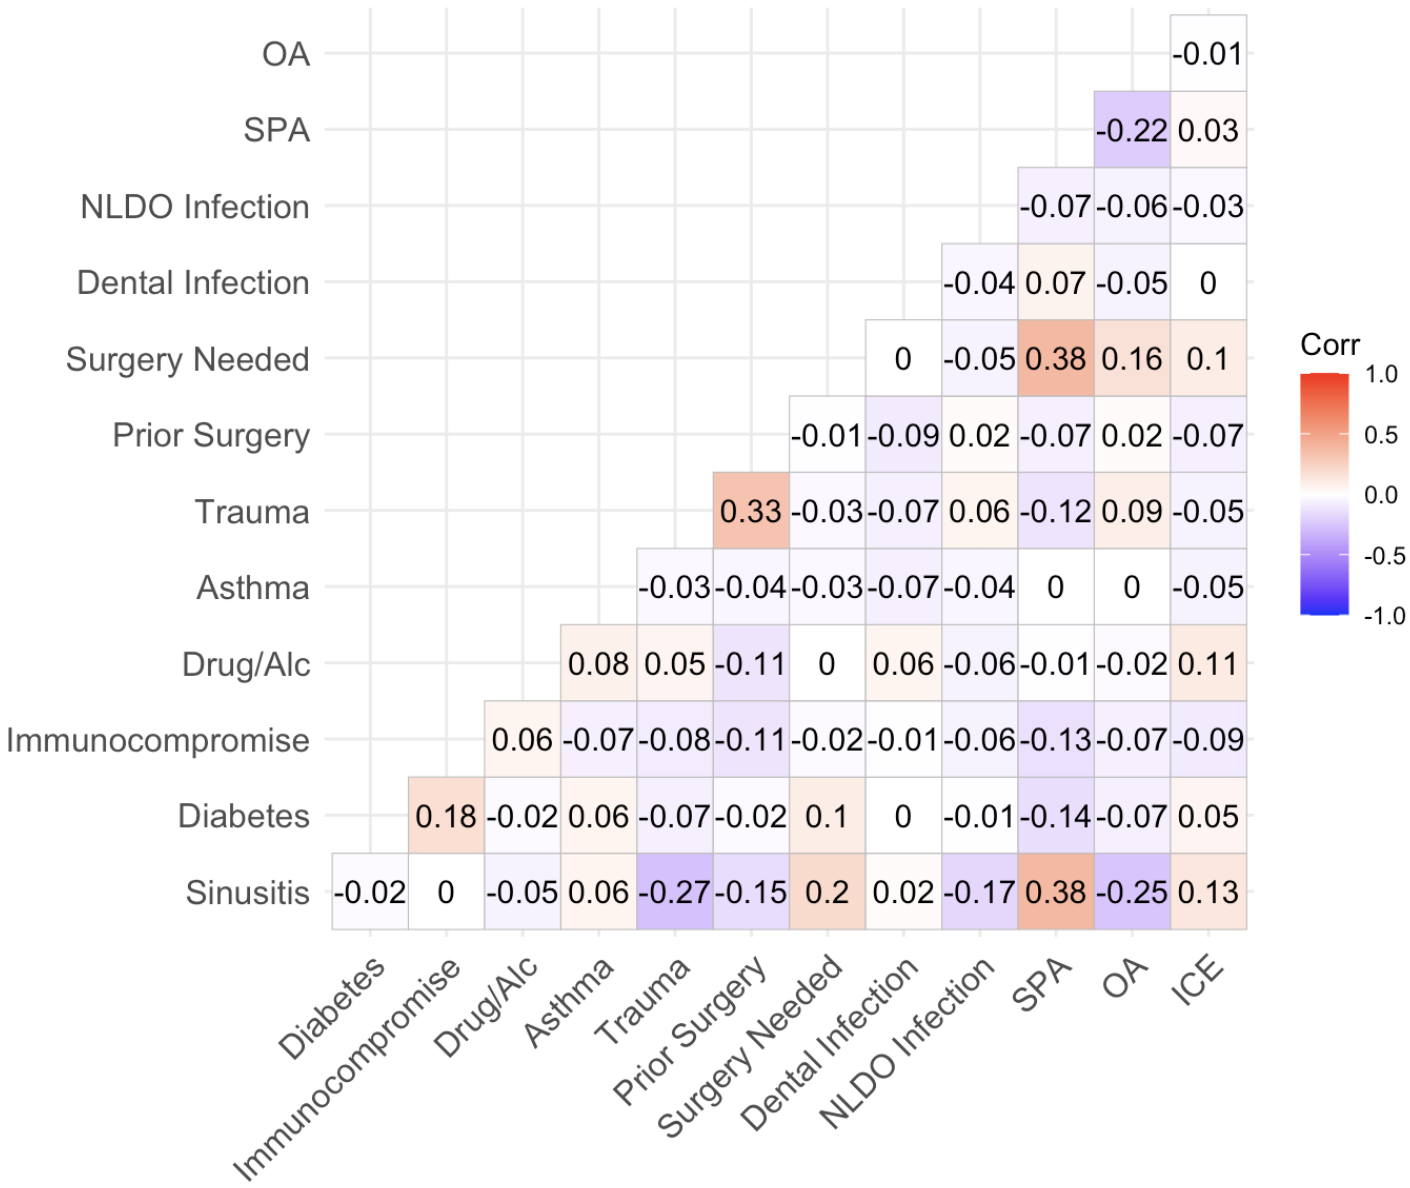 OA -0.01
SPA -0.22 0.03
NLDO Infection -0.07 -0.06 -0.03
Dental Infection -0.04 0.07 -0.05 0
Surgery Needed 0 -0.05 0.38 0.16 0.1
Prior Surgery -0.01 -0.09 0.02 -0.07 0.02 -0.07
Trauma 0.33 -0.03 -0.07 0.06 -0.12 0.09 -0.05
Asthma -0.03 -0.04 -0.03 -0.07 -0.04 0 0 -0.05
Drug/Alc 0.08 0.05 -0.11 0 0.06 -0.06 -0.01 -0.02 0.11
Immunocompromise 0.06 -0.07 -0.08 -0.11 -0.02 -0.01 -0.06 -0.13 -0.07 -0.09
Diabetes 0.18 -0.02 0.06 -0.07 -0.02 0.1 0 -0.01 -0.14 -0.07 0.05
Sinusitis -0.02 0 -0.05 0.06 -0.27 -0.15 0.2 0.02 -0.17 0.38 -0.25 0.13
Diabetes
Immunocompromise
Drug/Alc
Asthma
Trauma
Prior Surgery
Surgery Needed
Dental Infection
NLDO Infection
SPA
OA
ICE
Corr
1.0
0.5
0.0
-0.5
-1.0